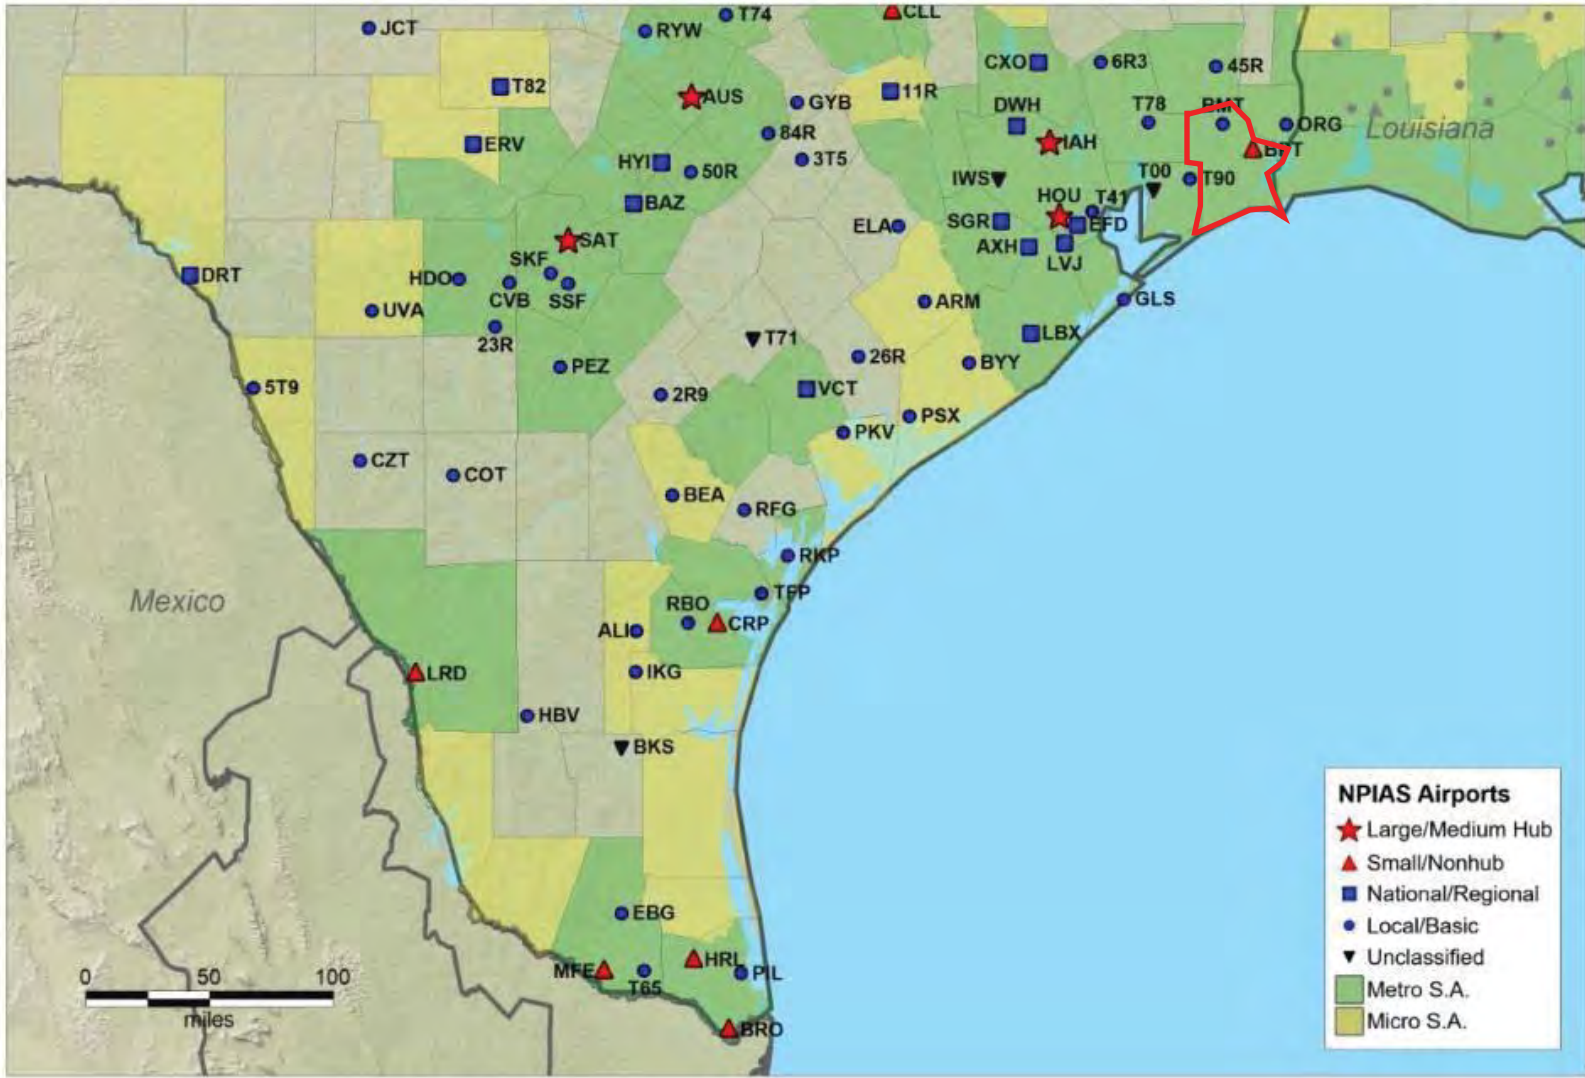 JCT
RYW
T74
CLL
T82
AUS
GYB
11R
CXO
6R3
45R
DWH
T78
BMT
ORG
Louisiana
ERV
HYI
50R
84R
3T5
IAH
BPT
IWS
T00
T90
BAZ
ELA
SGR
HOU
T41
EFD
AXH
LVJ
SAT
SKF
DRT
HDO
CVB
SSF
UVA
23R
ARM
GLS
T71
LBX
PEZ
26R
BYY
5T9
2R9
VCT
PSX
PKV
CZT
COT
BEA
RFG
RKP
Mexico
TFP
RBO
CRP
ALI
LRD
IKG
HBV
BKS
EBG
MFE
T65
HRL
PIL
BRO
0 50 100
miles
NPIAS Airports
Large/Medium Hub
Small/Nonhub
National/Regional
Local/Basic
Unclassified
Metro S.A.
Micro S.A.